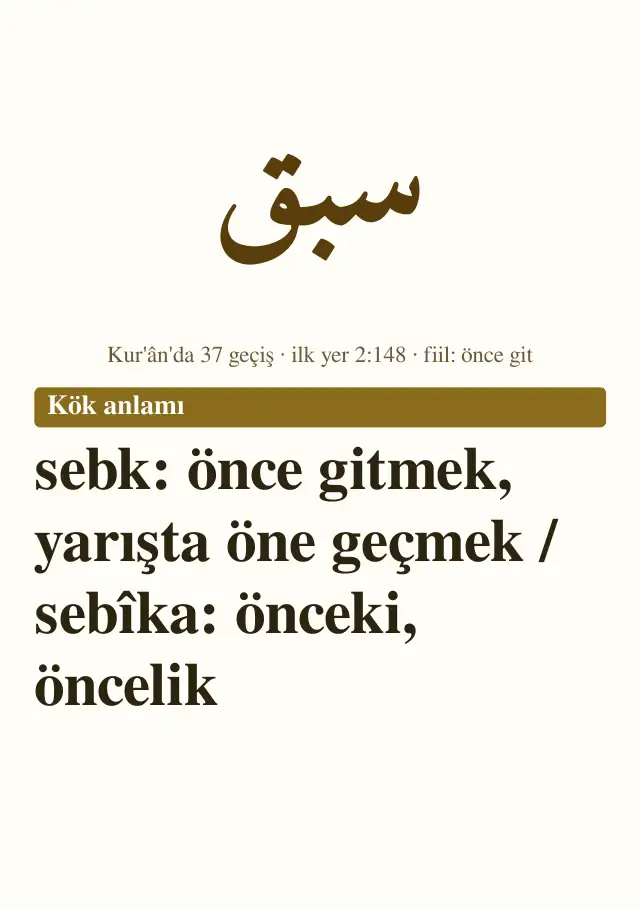 سبق
Kur'ân'da 37 geçiş · ilk yer 2:148 · fiil: önce git
Kök anlamı
sebk: önce gitmek,
yarışta öne geçmek /
sebîka: önceki,
öncelik